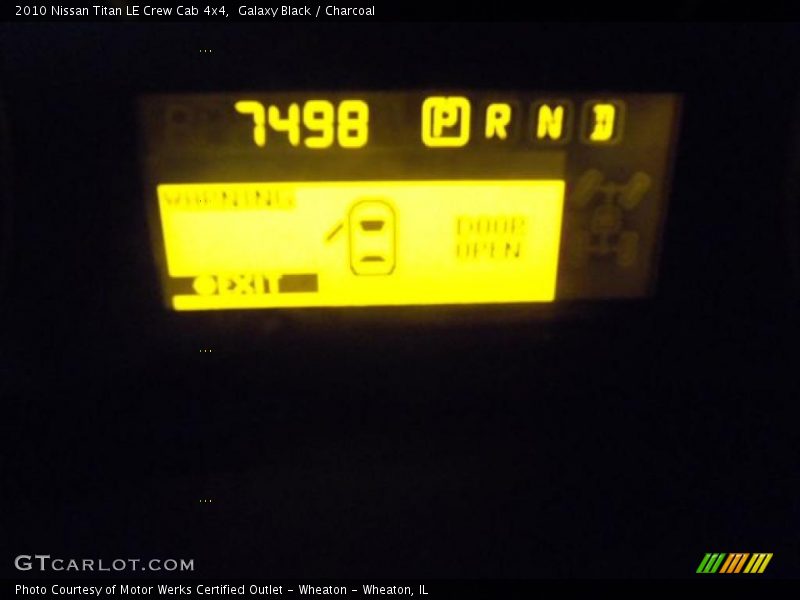 2010 Nissan Titan LE Crew Cab 4x4, Galaxy Black / Charcoal
...
7498 P R N D
WARNING
DOOR
OPEN
EXIT
...
...
GTCARLOT.COM
Photo Courtesy of Motor Werks Certified Outlet - Wheaton - Wheaton, IL